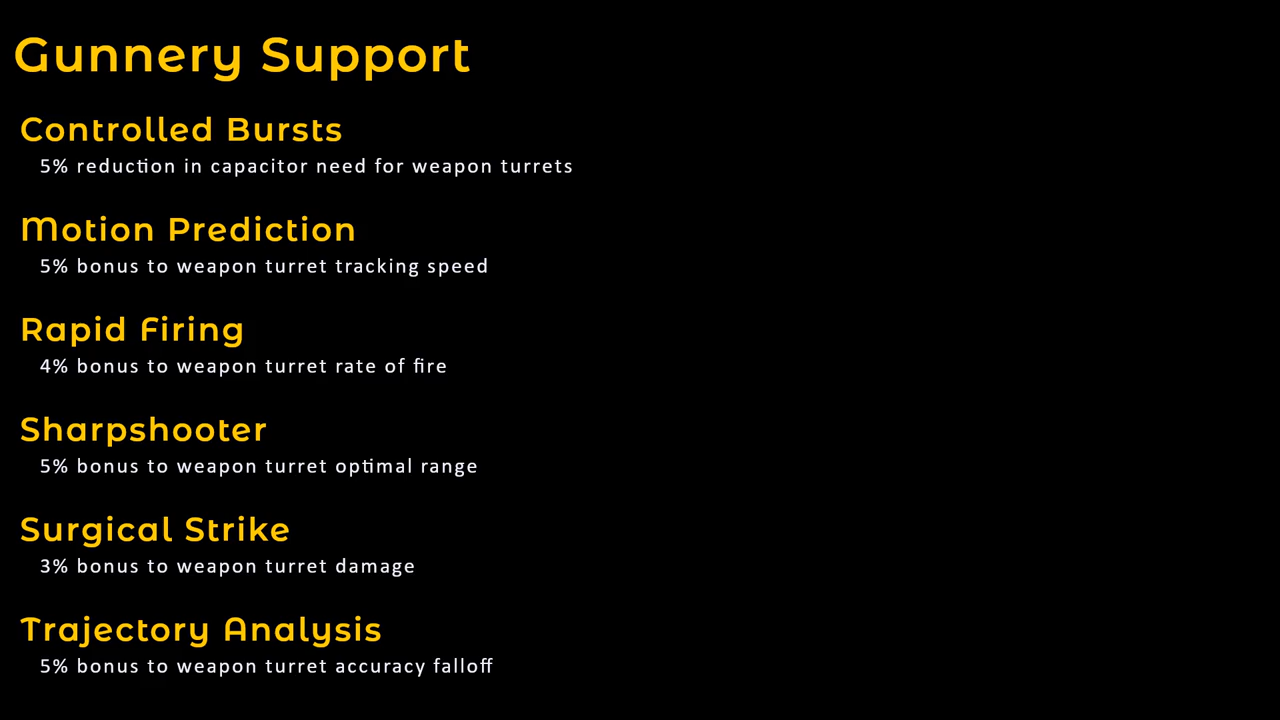 Gunnery Support
Controlled Bursts
5% reduction in capacitor need for weapon turrets
Motion Prediction
5% bonus to weapon turret tracking speed
Rapid Firing
4% bonus to weapon turret rate of fire
Sharpshooter
5% bonus to weapon turret optimal range
Surgical Strike
3% bonus to weapon turret damage
Trajectory Analysis
5% bonus to weapon turret accuracy falloff